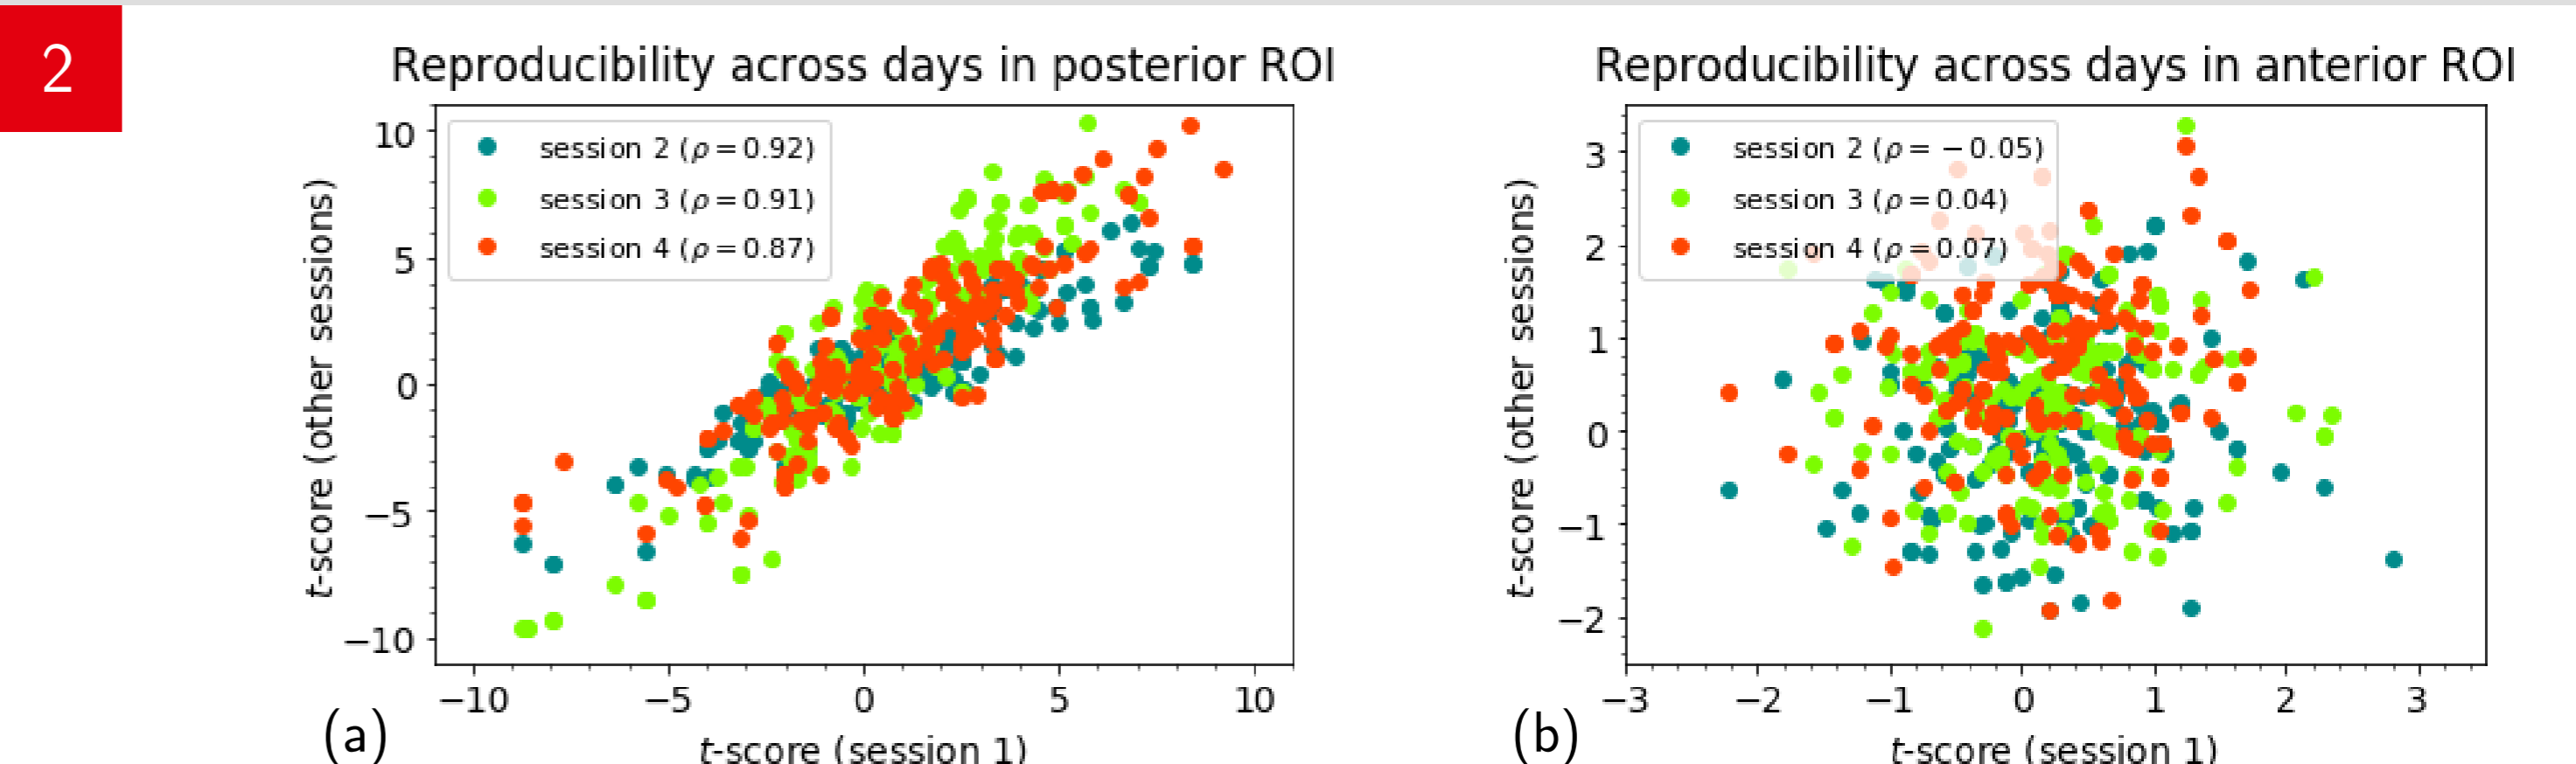 2
Reproducibility across days in posterior ROI
session 2 (ρ = 0.92)
session 3 (ρ = 0.91)
session 4 (ρ = 0.87)
t-score (other sessions)
10
5
0
−5
−10
−10 −5 0 5 10
t-score (session 1)
(a)
Reproducibility across days in anterior ROI
session 2 (ρ = −0.05)
session 3 (ρ = 0.04)
session 4 (ρ = 0.07)
t-score (other sessions)
3
2
1
0
−1
−2
−3 −2 −1 0 1 2 3
t-score (session 1)
(b)